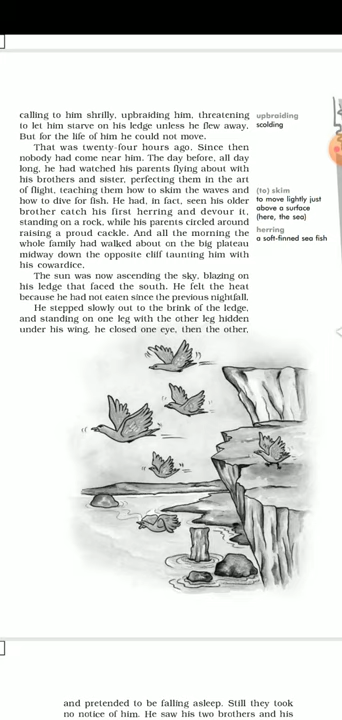 calling to him shrilly, upbraiding him, threatening
to let him starve on his ledge unless he flew away.
But for the life of him he could not move.
That was twenty-four hours ago. Since then
nobody had come near him. The day before, all day
long, he had watched his parents flying about with
his brothers and sister, perfecting them in the art
of flight, teaching them how to skim the waves and
how to dive for fish. He had, in fact, seen his older
brother catch his first herring and devour it,
standing on a rock, while his parents circled around
raising a proud cackle. And all the morning the
whole family had walked about on the big plateau
midway down the opposite cliff taunting him with
his cowardice.
The sun was now ascending the sky, blazing on
his ledge that faced the south. He felt the heat
because he had not eaten since the previous nightfall.
He stepped slowly out to the brink of the ledge,
and standing on one leg with the other leg hidden
under his wing, he closed one eye, then the other,
upbraiding
scolding
(to) skim
to move lightly just
above a surface
(here, the sea)
herring
a soft-finned sea fish
and pretended to be falling asleep. Still they took
no notice of him. He saw his two brothers and his